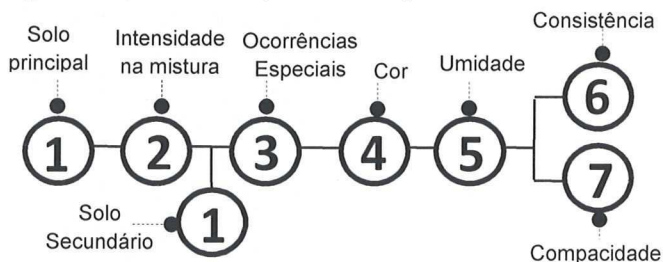 Solo
principal
Intensidade
na mistura
Ocorrências
Especiais
Cor
Umidade
Consistência
1
2
3
4
5
6
7
Solo
Secundário
1
Compacidade